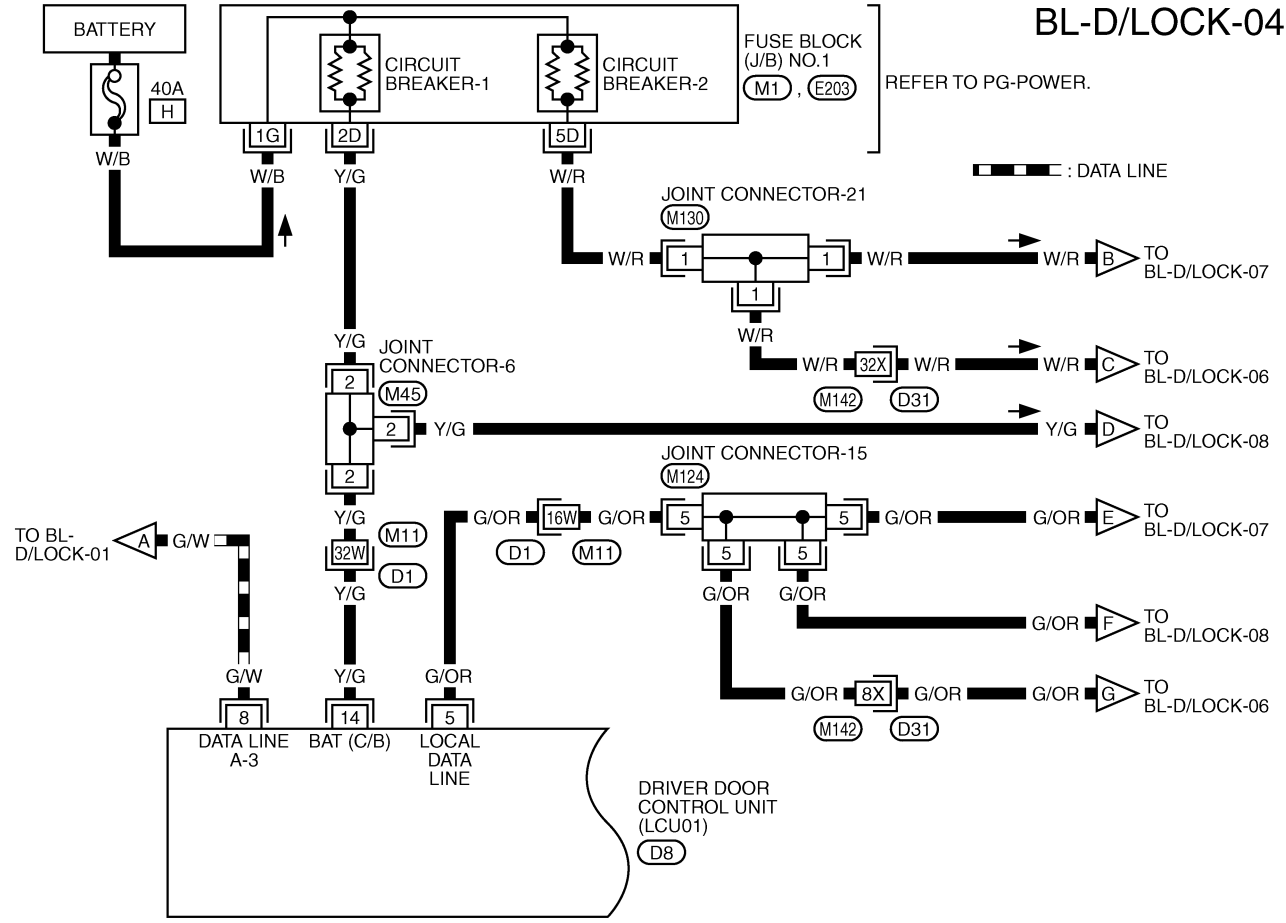 BL-D/LOCK-04
BATTERY
40A
H
W/B
CIRCUIT
BREAKER-1
CIRCUIT
BREAKER-2
FUSE BLOCK
(J/B) NO.1
M1 , E203
REFER TO PG-POWER.
1G
2D
5D
W/B
Y/G
W/R
: DATA LINE
JOINT CONNECTOR-21
M130
W/R
1
1
W/R
W/R
B
TO
BL-D/LOCK-07
1
W/R
Y/G
JOINT
CONNECTOR-6
M45
2
W/R
32X
W/R
W/R
C
TO
BL-D/LOCK-06
M142
D31
2
Y/G
Y/G
D
TO
BL-D/LOCK-08
2
JOINT CONNECTOR-15
M124
Y/G
G/OR
16W
G/OR
5
5
G/OR
G/OR
E
TO
BL-D/LOCK-07
D1
M11
5
5
TO BL-
D/LOCK-01
A
G/W
M11
32W
D1
Y/G
G/OR
G/OR
G/OR
F
TO
BL-D/LOCK-08
G/W
Y/G
G/OR
G/OR
8X
G/OR
G/OR
G
TO
BL-D/LOCK-06
M142
D31
8
14
5
DATA LINE
A-3
BAT (C/B)
LOCAL
DATA
LINE
DRIVER DOOR
CONTROL UNIT
(LCU01)
D8